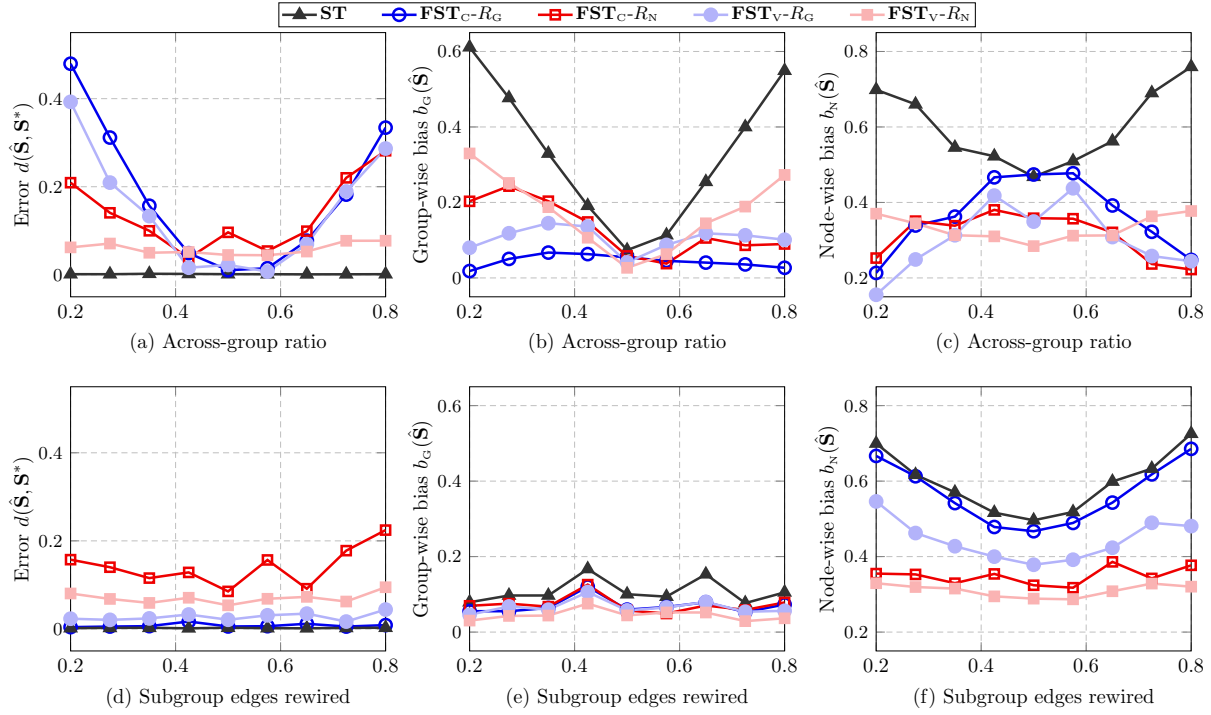 ST FST_C-R_G FST_C-R_N FST_V-R_G FST_V-R_N
Error d(Ŝ, S*)
0.4
0.2
0
0.2 0.4 0.6 0.8
(a) Across-group ratio
Group-wise bias b_G(Ŝ)
0.6
0.4
0.2
0
0.2 0.4 0.6 0.8
(b) Across-group ratio
Node-wise bias b_N(Ŝ)
0.8
0.6
0.4
0.2
0.2 0.4 0.6 0.8
(c) Across-group ratio
Error d(Ŝ, S*)
0.4
0.2
0
0.2 0.4 0.6 0.8
(d) Subgroup edges rewired
Group-wise bias b_G(Ŝ)
0.6
0.4
0.2
0
0.2 0.4 0.6 0.8
(e) Subgroup edges rewired
Node-wise bias b_N(Ŝ)
0.8
0.6
0.4
0.2
0.2 0.4 0.6 0.8
(f) Subgroup edges rewired